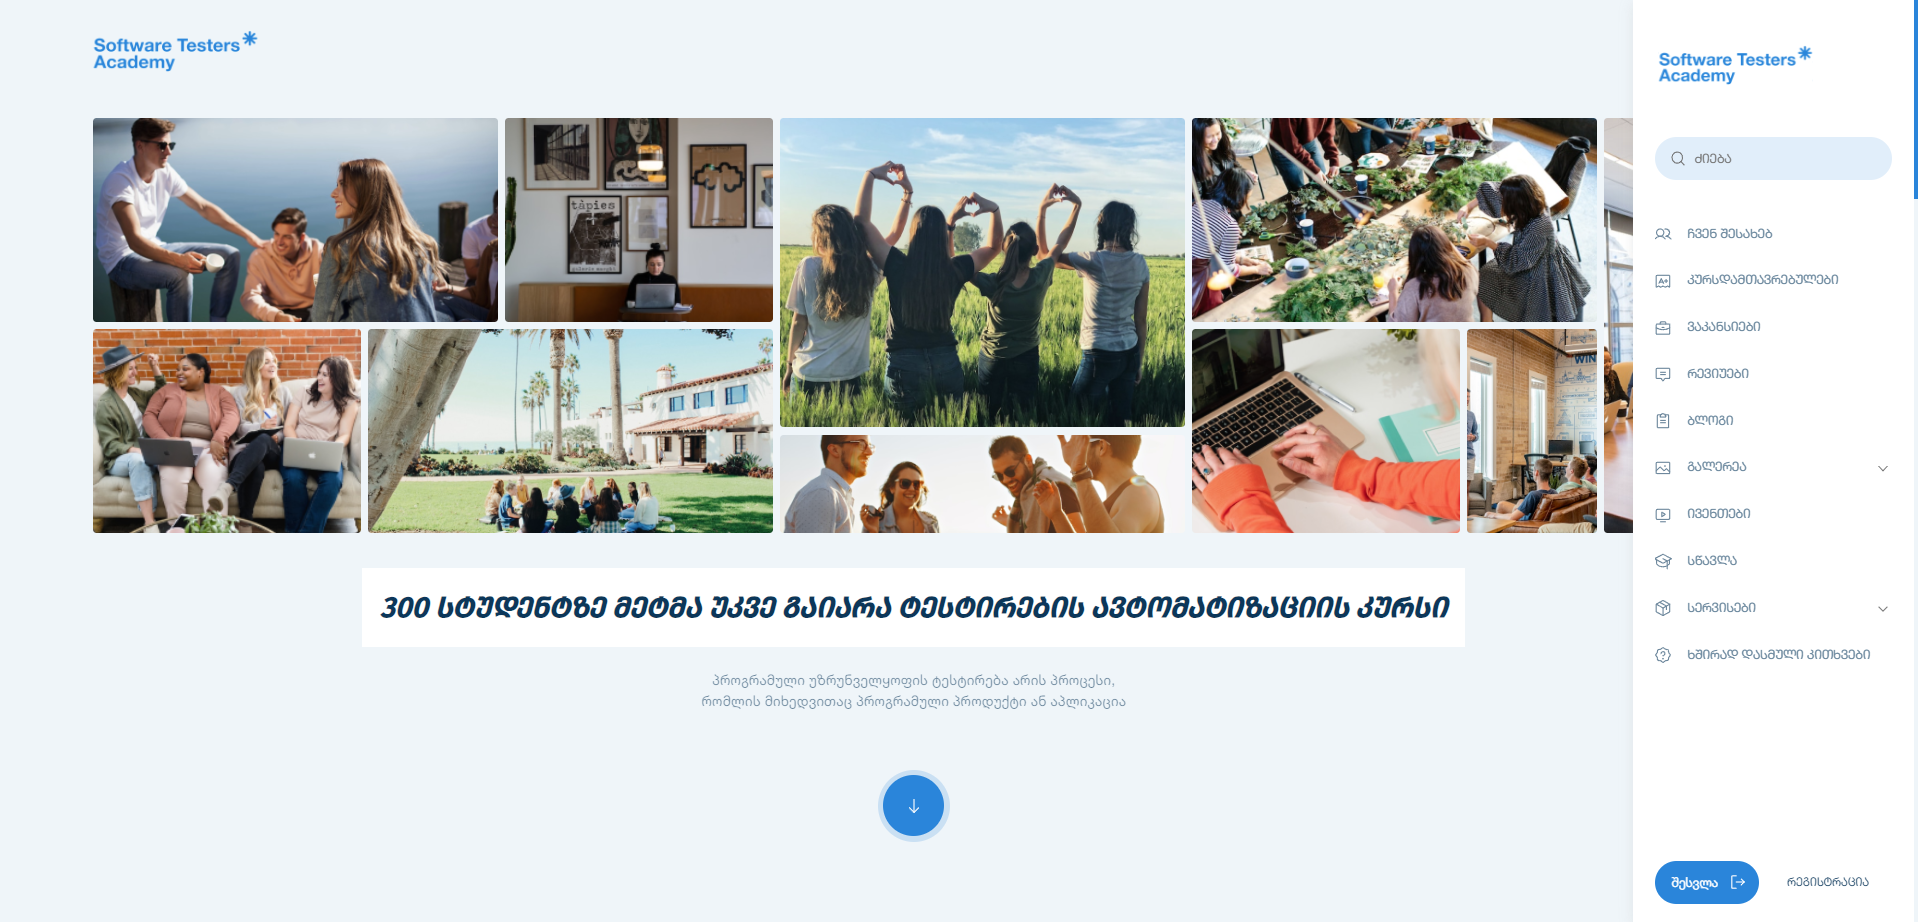 Software Testers
Academy
tàpies
WIN
300 სტუდენტზე მეტმა უკვე გაიარა ტესტირების ავტომატიზაციის კურსი
პროგრამული უზრუნველყოფის ტესტირება არის პროცესი,
რომლის მიხედვითაც პროგრამული პროდუქტი ან აპლიკაცია
Software Testers
Academy
ძიება
ჩვენ შესახებ
კურსდამთავრებულები
ვაკანსიები
რევიუები
ბლოგი
გალერეა
ივენთები
სწავლა
სერვისები
ხშირად დასმული კითხვები
შესვლა
რეგისტრაცია